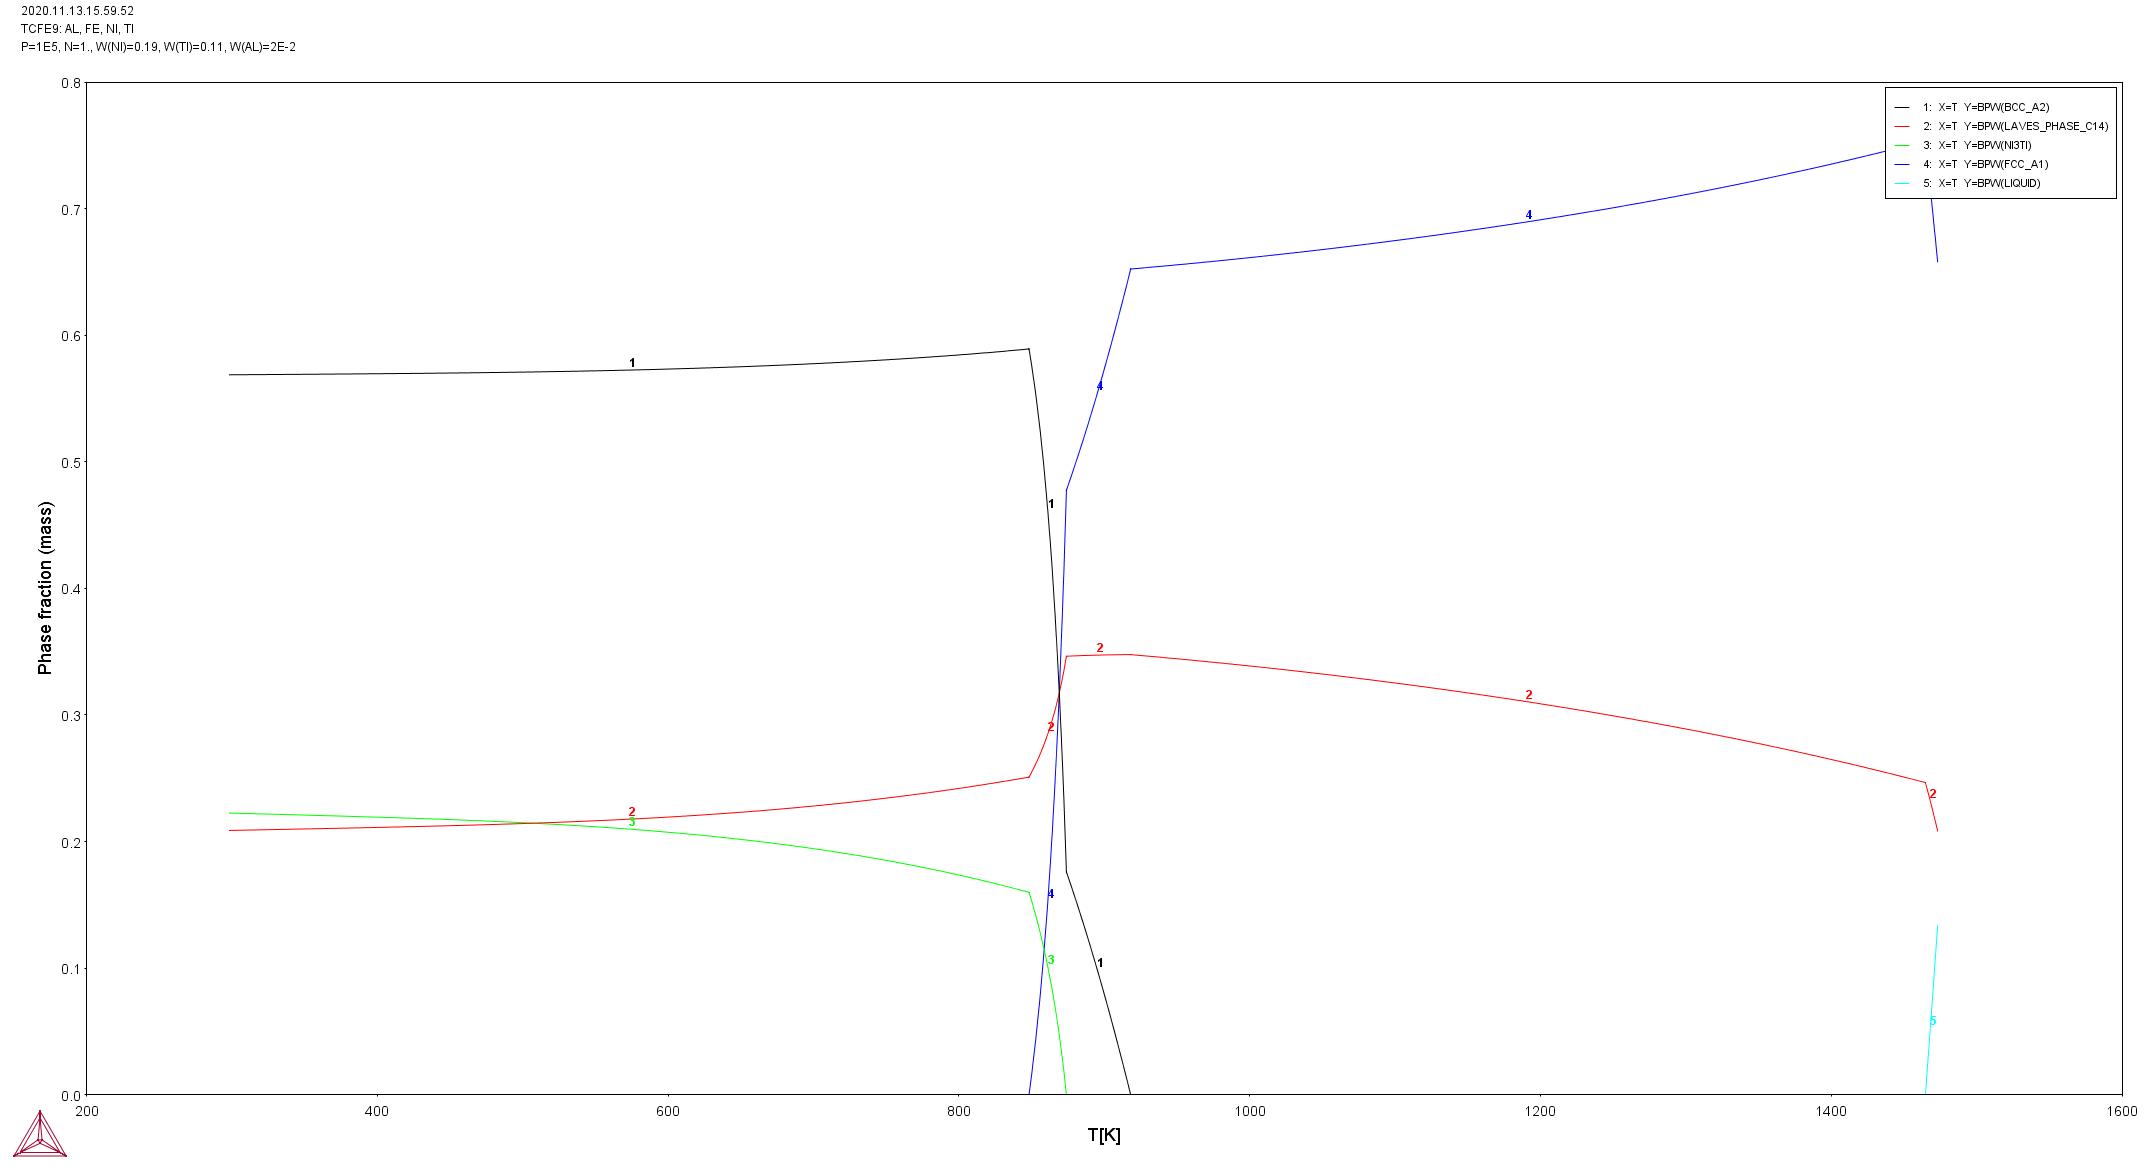 2020.11.13.15.59.52
TCFE9: AL, FE, NI, TI
P=1E5, N=1., W(NI)=0.19, W(TI)=0.11, W(AL)=2E-2
1: X=T Y=BPW(BCC_A2)
2: X=T Y=BPW(LAVES_PHASE_C14)
3: X=T Y=BPW(NI3TI)
4: X=T Y=BPW(FCC_A1)
5: X=T Y=BPW(LIQUID)
0.8
0.7
0.6
0.5
0.4
0.3
0.2
0.1
0.0
Phase fraction (mass)
4
1
4
1
2
2
2
2
2
3
4
3
1
5
200 400 600 800 1000 1200 1400 1600
T[K]